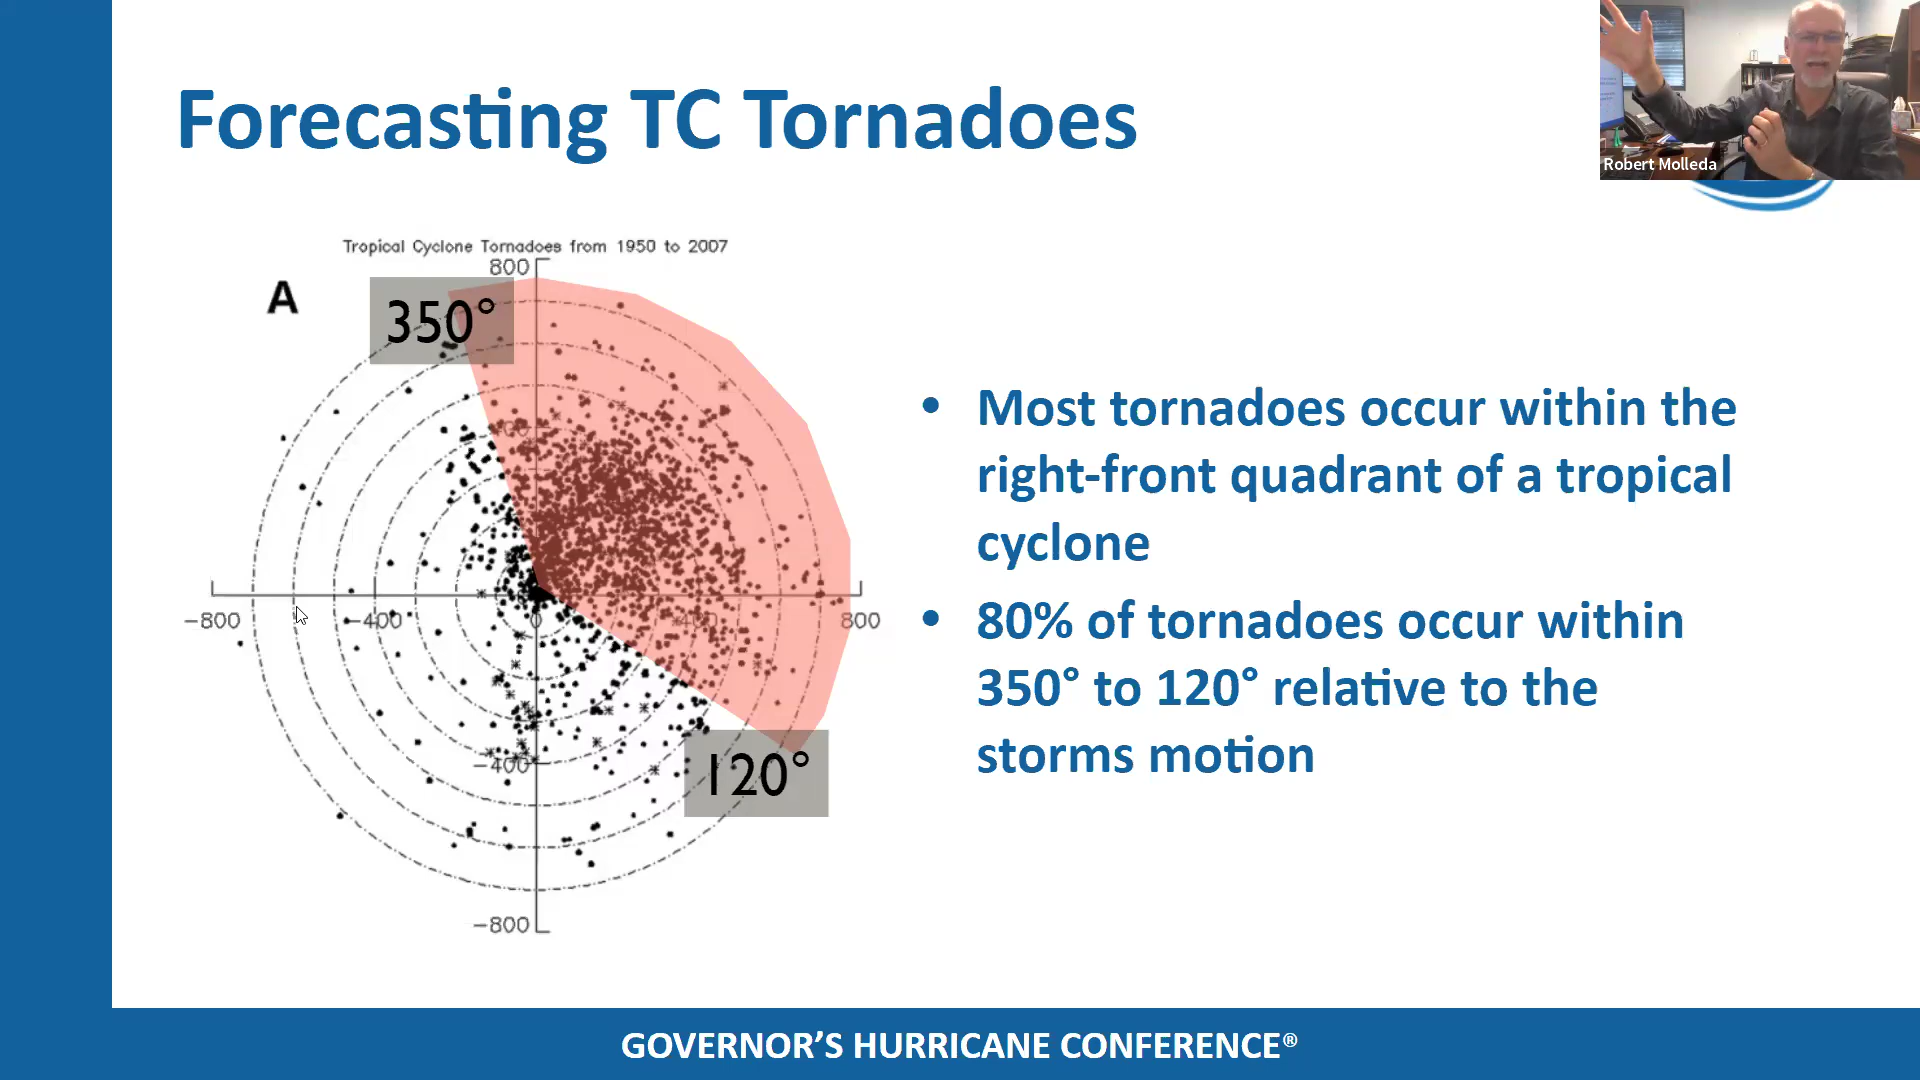 Forecasting TC Tornadoes
Robert Molleda
Tropical Cyclone Tornadoes from 1950 to 2007
A
800
350°
400
−800
−400
0
400
800
−400
120°
−800
• Most tornadoes occur within the
right-front quadrant of a tropical
cyclone
• 80% of tornadoes occur within
350° to 120° relative to the
storms motion
GOVERNOR’S HURRICANE CONFERENCE®